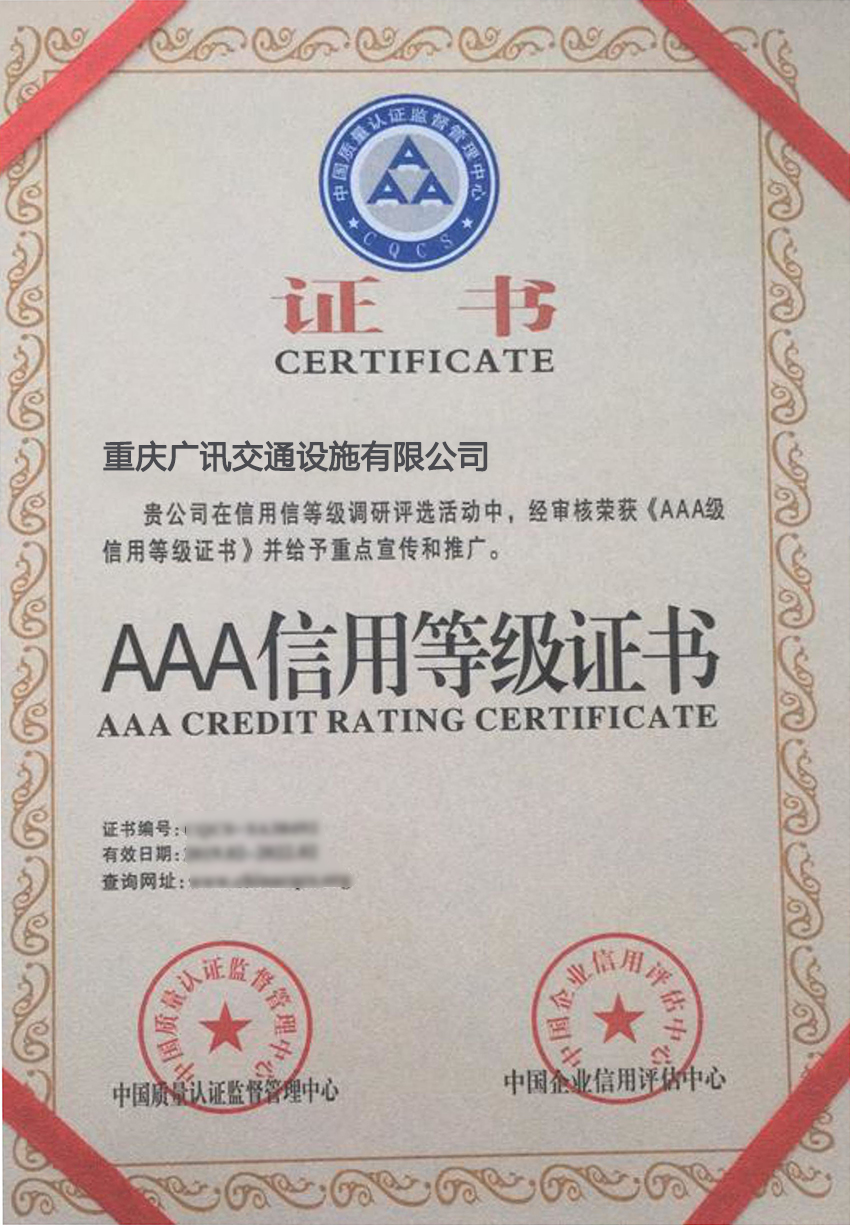 中国质量认证监督管理中心
A
A A
CQCS
证 书
CERTIFICATE
重庆广讯交通设施有限公司
贵公司在信用信等级调研评选活动中，经审核荣获《AAA级
信用等级证书》并给予重点宣传和推广。
AAA信用等级证书
AAA CREDIT RATING CERTIFICATE
证书编号：
有效日期：
查询网址：
中国质量认证监督管理中心
中国企业信用评估中心
中国质量认证监督管理中心
中国企业信用评估中心